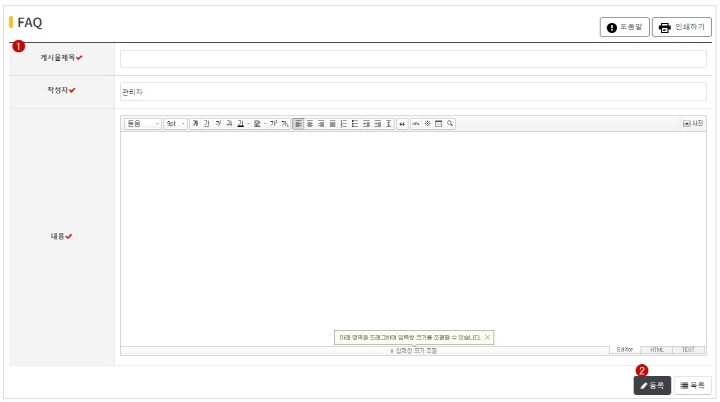 FAQ
도움말 인쇄하기
1
게시물제목
작성자 관리자
돋움 9pt 가 가 가 가 가 가 가 URL 사진
내용
아래 영역을 드래그하여 입력창 크기를 조절할 수 있습니다.
입력창 크기 조절 Editor HTML TEXT
2
등록 목록